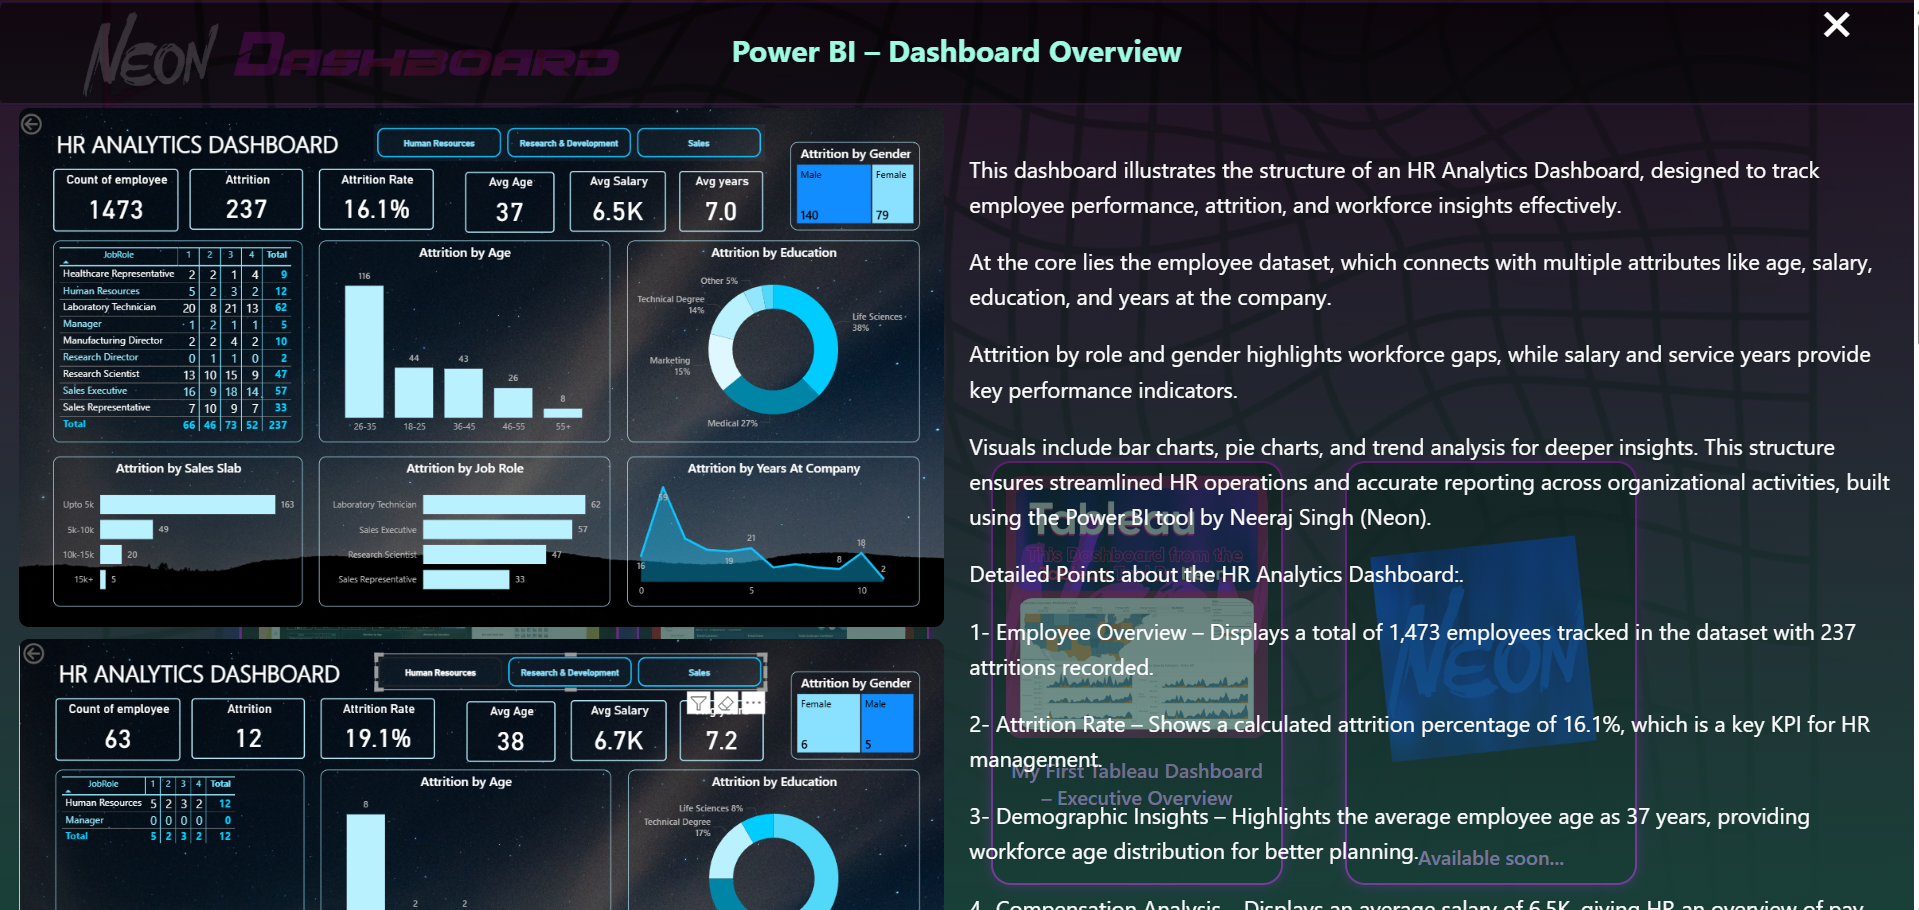 NEON DASHBOARD
Power BI – Dashboard Overview
HR ANALYTICS DASHBOARD
Human Resources
Research & Development
Sales
Attrition by Gender
Male
Female
140
79
Count of employee
1473
Attrition
237
Attrition Rate
16.1%
Avg Age
37
Avg Salary
6.5K
Avg years
7.0
JobRole 1 2 3 4 Total
Healthcare Representative 2 2 1 4 9
Human Resources 5 2 3 2 12
Laboratory Technician 20 8 21 13 62
Manager 1 2 1 1 5
Manufacturing Director 2 2 4 2 10
Research Director 0 1 1 0 2
Research Scientist 13 10 15 9 47
Sales Executive 16 9 18 14 57
Sales Representative 7 10 9 7 33
Total 66 46 73 52 237
Attrition by Age
116
44
43
26
8
26-35 18-25 36-45 46-55 55+
Attrition by Education
Other 5%
Technical Degree
14%
Life Sciences
38%
Marketing
15%
Medical 27%
Attrition by Sales Slab
Upto 5k 163
5k-10k 49
10k-15k 20
15k+ 5
Attrition by Job Role
Laboratory Technician 62
Sales Executive 57
Research Scientist 47
Sales Representative 33
Attrition by Years At Company
59
16
19
21
8
18
2
0 5 10
HR ANALYTICS DASHBOARD
Human Resources
Research & Development
Sales
Attrition by Gender
Female
Male
6
5
Count of employee
63
Attrition
12
Attrition Rate
19.1%
Avg Age
38
Avg Salary
6.7K
7.2
JobRole 1 2 3 4 Total
Human Resources 5 2 3 2 12
Manager 0 0 0 0 0
Total 5 2 3 2 12
Attrition by Age
8
2
2
Attrition by Education
Life Sciences 8%
Technical Degree
17%
This dashboard illustrates the structure of an HR Analytics Dashboard, designed to track
employee performance, attrition, and workforce insights effectively.
At the core lies the employee dataset, which connects with multiple attributes like age, salary,
education, and years at the company.
Attrition by role and gender highlights workforce gaps, while salary and service years provide
key performance indicators.
Visuals include bar charts, pie charts, and trend analysis for deeper insights. This structure
ensures streamlined HR operations and accurate reporting across organizational activities, built
using the Power BI tool by Neeraj Singh (Neon).
Detailed Points about the HR Analytics Dashboard:.
1- Employee Overview – Displays a total of 1,473 employees tracked in the dataset with 237
attritions recorded.
2- Attrition Rate – Shows a calculated attrition percentage of 16.1%, which is a key KPI for HR
management.
3- Demographic Insights – Highlights the average employee age as 37 years, providing
workforce age distribution for better planning.
4- Compensation Analysis – Displays an average salary of 6.5K, giving HR an overview of pay
Tableau
This Dashboard from the
My First Tableau Dashboard
– Executive Overview
NEON
Available soon...